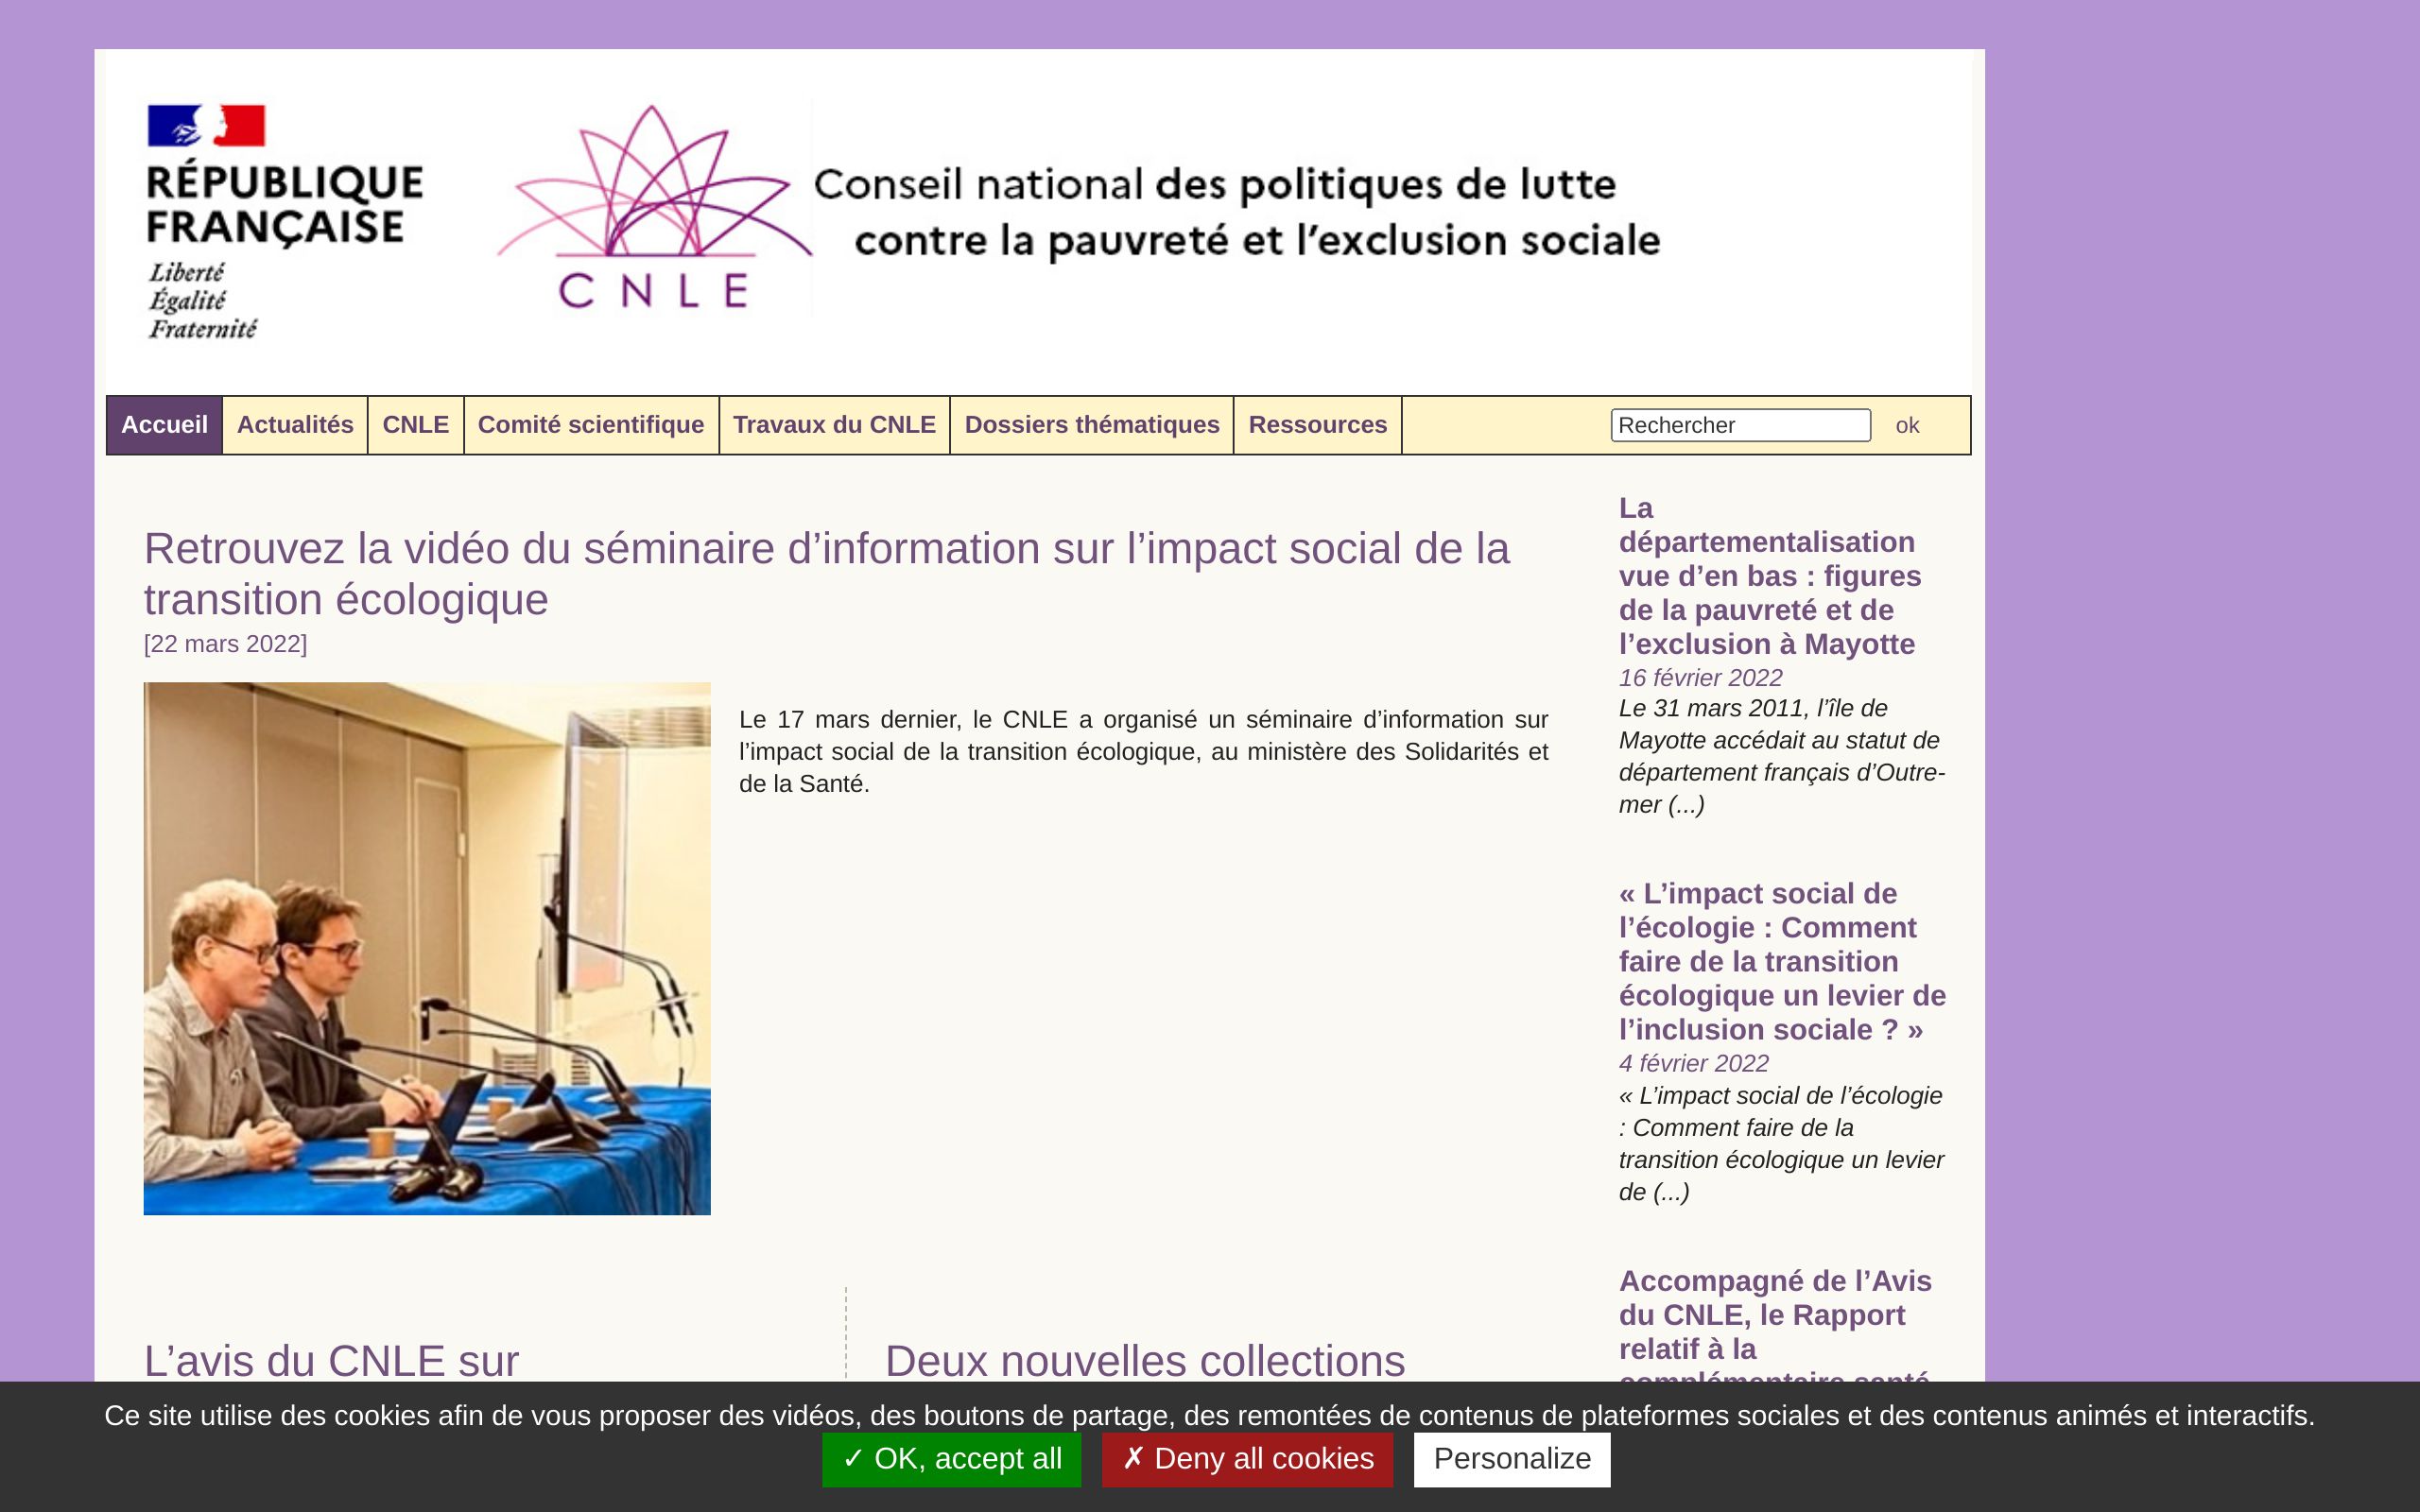 RÉPUBLIQUE
FRANÇAISE
Liberté
Égalité
Fraternité
CNLE
Conseil national des politiques de lutte
contre la pauvreté et l’exclusion sociale
Accueil Actualités CNLE Comité scientifique Travaux du CNLE Dossiers thématiques Ressources Rechercher ok
Retrouvez la vidéo du séminaire d’information sur l’impact social de la
transition écologique
[22 mars 2022]
Le 17 mars dernier, le CNLE a organisé un séminaire d’information sur
l’impact social de la transition écologique, au ministère des Solidarités et
de la Santé.
L’avis du CNLE sur
Deux nouvelles collections
La
départementalisation
vue d’en bas : figures
de la pauvreté et de
l’exclusion à Mayotte
16 février 2022
Le 31 mars 2011, l’île de
Mayotte accédait au statut de
département français d’Outre-
mer (...)
« L’impact social de
l’écologie : Comment
faire de la transition
écologique un levier de
l’inclusion sociale ? »
4 février 2022
« L’impact social de l’écologie
: Comment faire de la
transition écologique un levier
de (...)
Accompagné de l’Avis
du CNLE, le Rapport
relatif à la
complémentaire santé
Ce site utilise des cookies afin de vous proposer des vidéos, des boutons de partage, des remontées de contenus de plateformes sociales et des contenus animés et interactifs.
✓ OK, accept all ✗ Deny all cookies Personalize